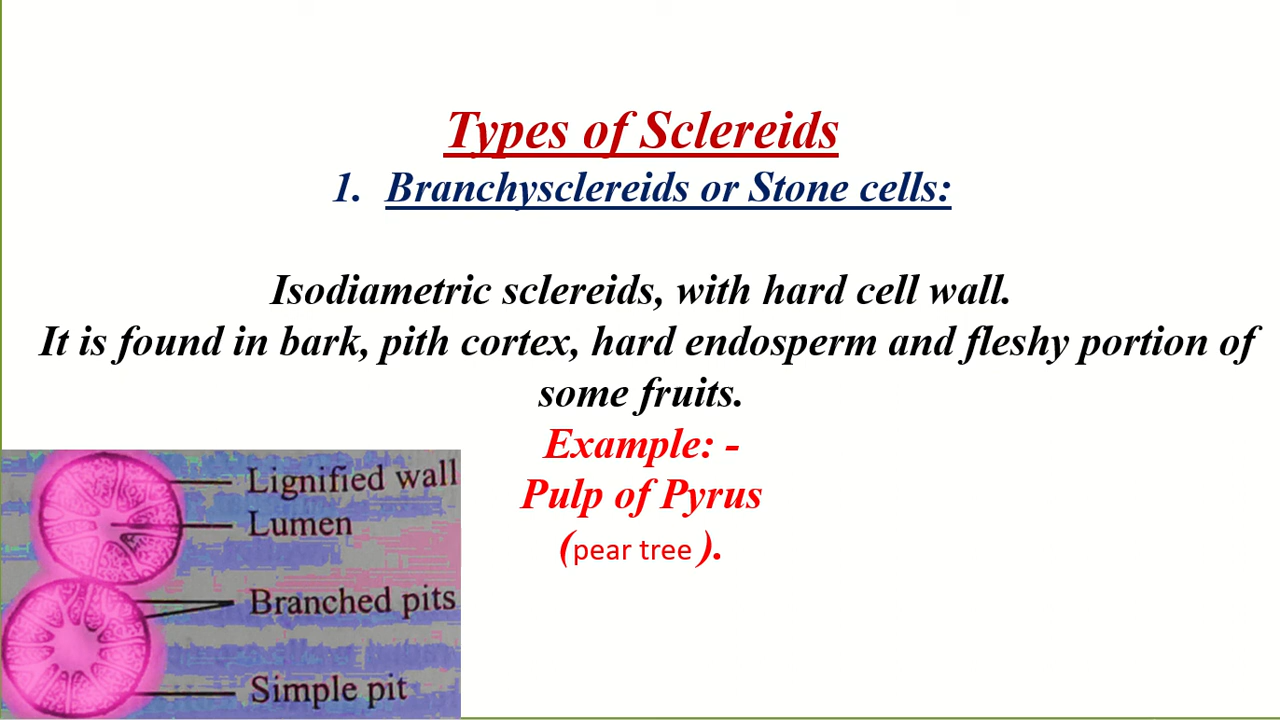 Types of Sclereids
1. Branchysclereids or Stone cells:
Isodiametric sclereids, with hard cell wall.
It is found in bark, pith cortex, hard endosperm and fleshy portion of
some fruits.
Example: -
Pulp of Pyrus
(pear tree ).
Lignified wall
Lumen
Branched pits
Simple pit